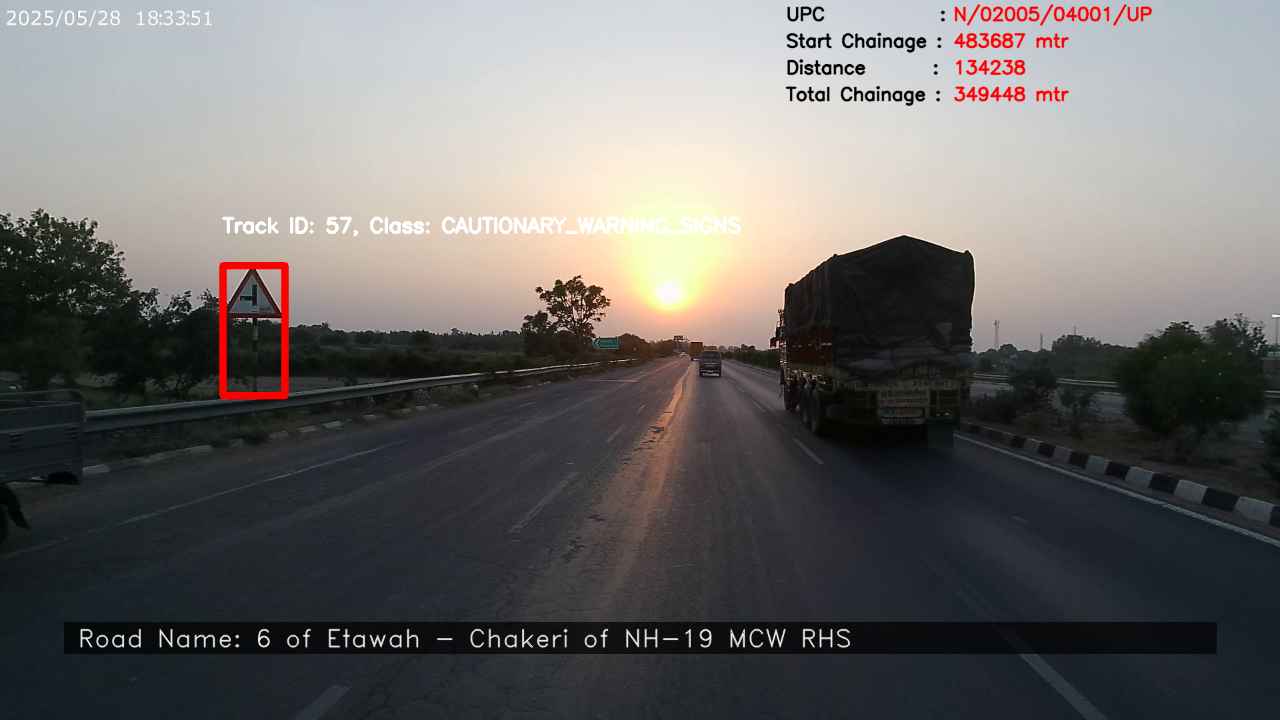 2025/05/28 18:33:51
UPC : N/02005/04001/UP
Start Chainage : 483687 mtr
Distance : 134238
Total Chainage : 349448 mtr
Track ID: 57, Class: CAUTIONARY_WARNING_SIGNS
Road Name: 6 of Etawah - Chakeri of NH-19 MCW RHS